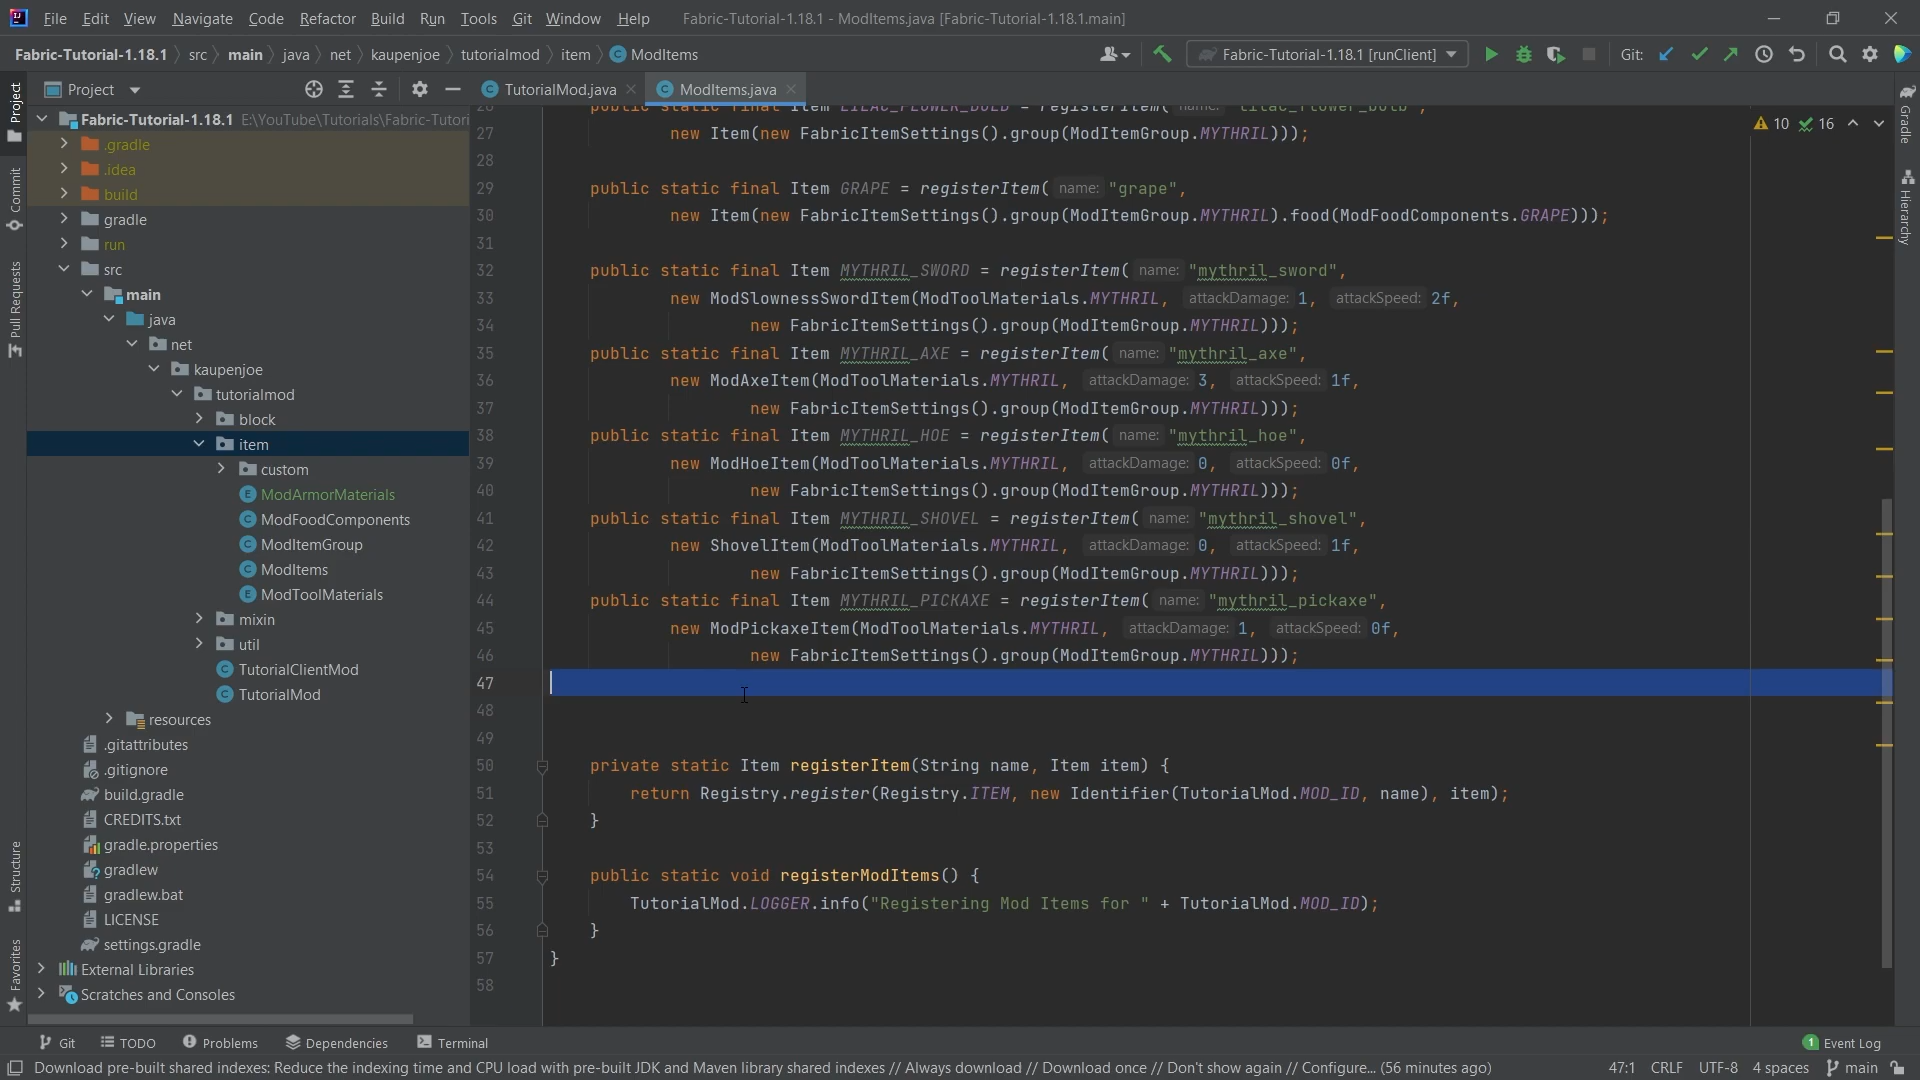 File Edit View Navigate Code Refactor Build Run Tools Git Window Help Fabric-Tutorial-1.18.1 - ModItems.java [Fabric-Tutorial-1.18.1.main]
Fabric-Tutorial-1.18.1 src main java net kaupenjoe tutorialmod item ModItems Fabric-Tutorial-1.18.1 [runClient] Git:
Project TutorialMod.java ModItems.java
Project
Commit
Pull Requests
Structure
Favorites
Fabric-Tutorial-1.18.1 E:\YouTube\Tutorials\Fabric-Tutori
.gradle
.idea
build
gradle
run
src
main
java
net
kaupenjoe
tutorialmod
block
item
custom
ModArmorMaterials
ModFoodComponents
ModItemGroup
ModItems
ModToolMaterials
mixin
util
TutorialClientMod
TutorialMod
resources
.gitattributes
.gitignore
build.gradle
CREDITS.txt
gradle.properties
gradlew
gradlew.bat
LICENSE
settings.gradle
External Libraries
Scratches and Consoles
10 16
26 public static final Item LILAC_FLOWER_BULB = registerItem( name: "lilac_flower_bulb",
27 new Item(new FabricItemSettings().group(ModItemGroup.MYTHRIL)));
28
29 public static final Item GRAPE = registerItem( name: "grape",
30 new Item(new FabricItemSettings().group(ModItemGroup.MYTHRIL).food(ModFoodComponents.GRAPE)));
31
32 public static final Item MYTHRIL_SWORD = registerItem( name: "mythril_sword",
33 new ModSlownessSwordItem(ModToolMaterials.MYTHRIL, attackDamage: 1, attackSpeed: 2f,
34 new FabricItemSettings().group(ModItemGroup.MYTHRIL)));
35 public static final Item MYTHRIL_AXE = registerItem( name: "mythril_axe",
36 new ModAxeItem(ModToolMaterials.MYTHRIL, attackDamage: 3, attackSpeed: 1f,
37 new FabricItemSettings().group(ModItemGroup.MYTHRIL)));
38 public static final Item MYTHRIL_HOE = registerItem( name: "mythril_hoe",
39 new ModHoeItem(ModToolMaterials.MYTHRIL, attackDamage: 0, attackSpeed: 0f,
40 new FabricItemSettings().group(ModItemGroup.MYTHRIL)));
41 public static final Item MYTHRIL_SHOVEL = registerItem( name: "mythril_shovel",
42 new ShovelItem(ModToolMaterials.MYTHRIL, attackDamage: 0, attackSpeed: 1f,
43 new FabricItemSettings().group(ModItemGroup.MYTHRIL)));
44 public static final Item MYTHRIL_PICKAXE = registerItem( name: "mythril_pickaxe",
45 new ModPickaxeItem(ModToolMaterials.MYTHRIL, attackDamage: 1, attackSpeed: 0f,
46 new FabricItemSettings().group(ModItemGroup.MYTHRIL)));
47
48
49
50 private static Item registerItem(String name, Item item) {
51 return Registry.register(Registry.ITEM, new Identifier(TutorialMod.MOD_ID, name), item);
52 }
53
54 public static void registerModItems() {
55 TutorialMod.LOGGER.info("Registering Mod Items for " + TutorialMod.MOD_ID);
56 }
57 }
58
Gradle
Hierarchy
Git TODO Problems Dependencies Terminal 1 Event Log
Download pre-built shared indexes: Reduce the indexing time and CPU load with pre-built JDK and Maven library shared indexes // Always download // Download once // Don't show again // Configure... (56 minutes ago) 47:1 CRLF UTF-8 4 spaces main